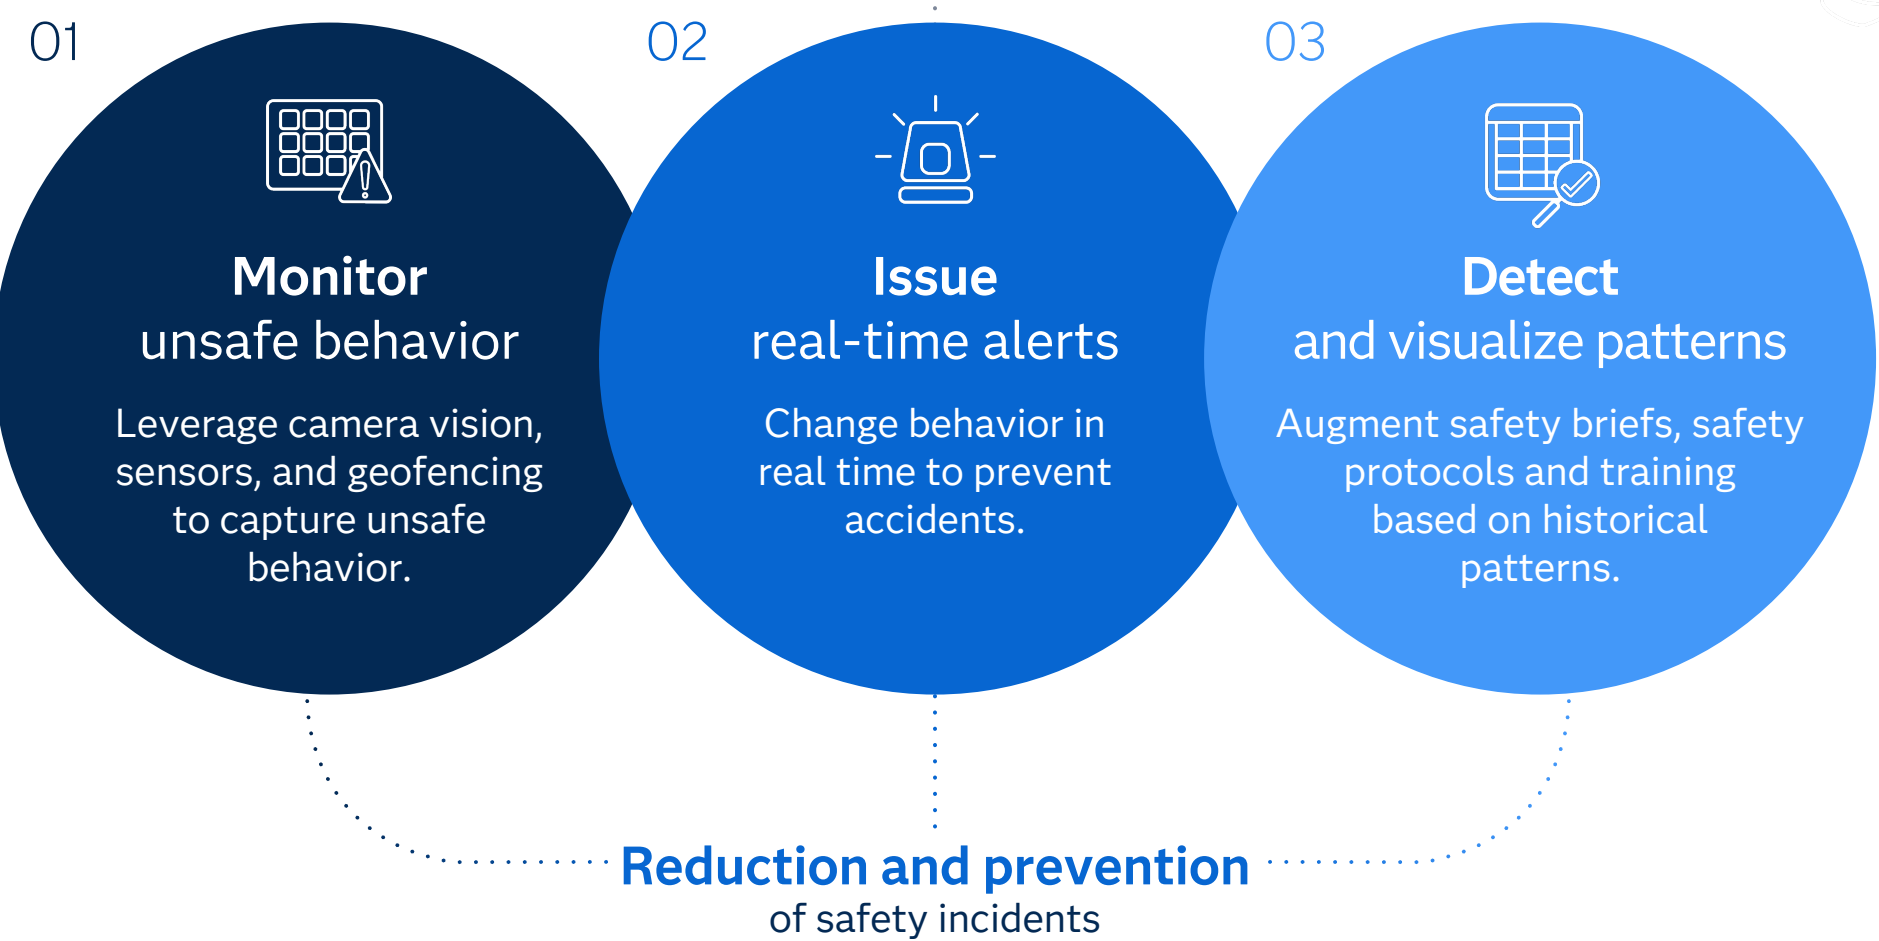 01
Monitor
unsafe behavior
Leverage camera vision,
sensors, and geofencing
to capture unsafe
behavior.
02
Issue
real-time alerts
Change behavior in
real time to prevent
accidents.
03
Detect
and visualize patterns
Augment safety briefs, safety
protocols and training
based on historical
patterns.
Reduction and prevention
of safety incidents